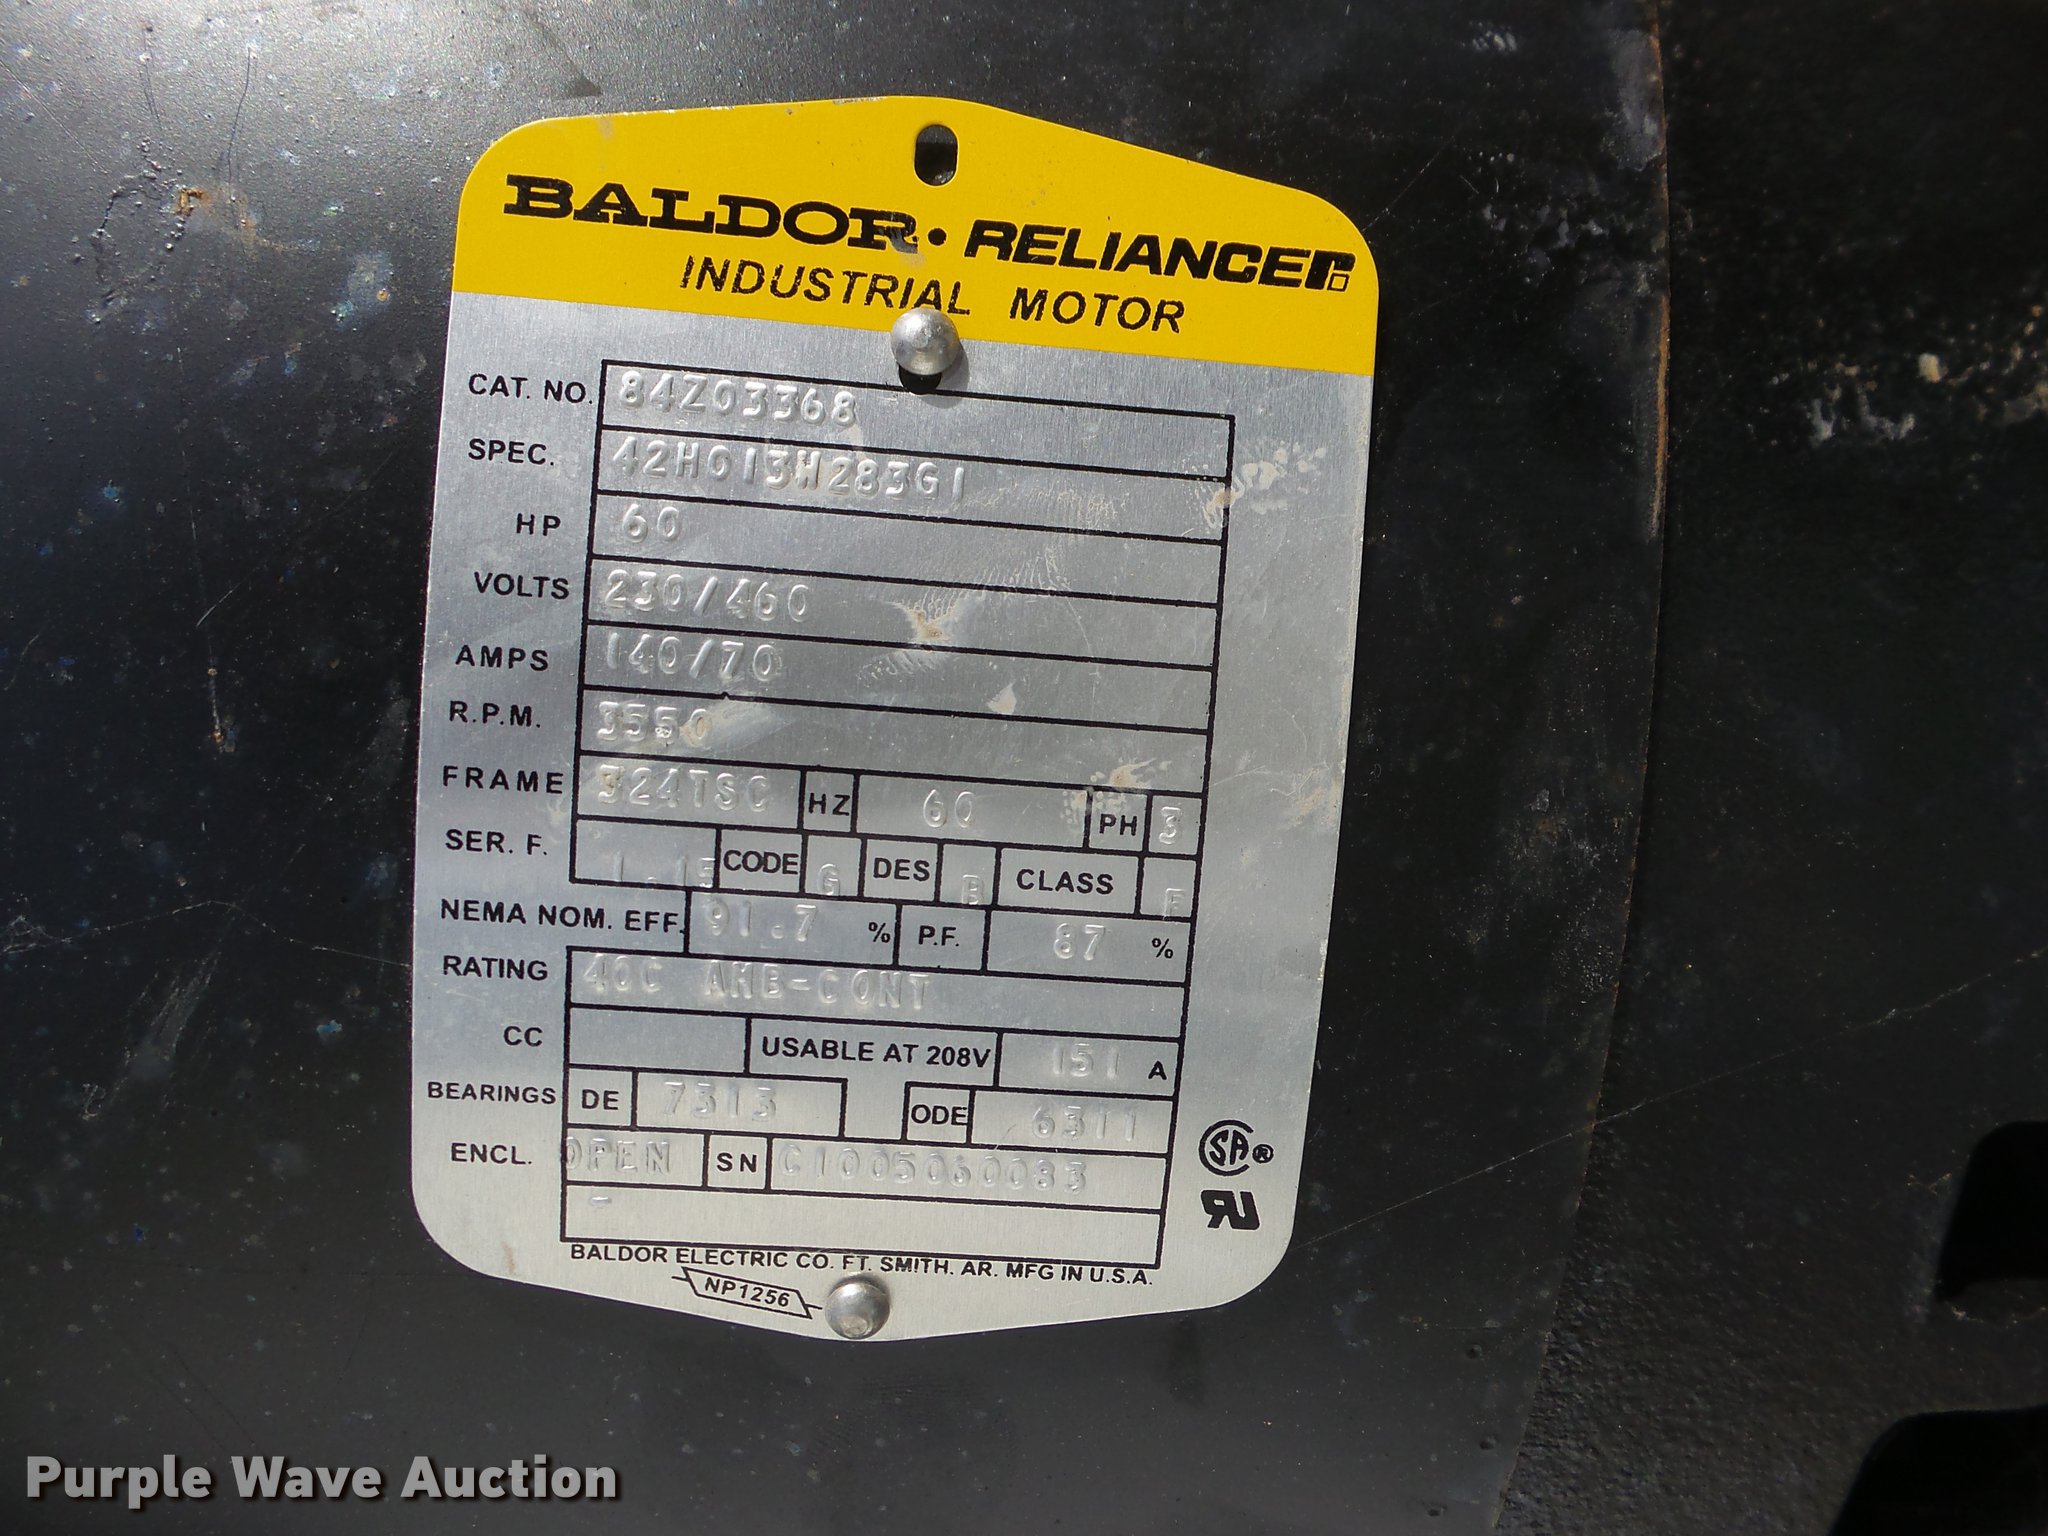 BALDOR • RELIANCE
INDUSTRIAL MOTOR
CAT. NO. 84Z03368
SPEC. 42H013W283G1
HP 60
VOLTS 230/460
AMPS 140/70
R.P.M. 3550
FRAME 324TSC HZ 60 PH 3
SER. F. 1.15 CODE G DES B CLASS F
NEMA NOM. EFF. 91.7 % P.F. 87 %
RATING 40C AMB-CONT
CC USABLE AT 208V 151 A
BEARINGS DE 7313 ODE 6311
ENCL. OPEN SN C1005060083
-
SA®
RU
BALDOR ELECTRIC CO. FT. SMITH. AR. MFG IN U.S.A.
NP1256
Purple Wave Auction